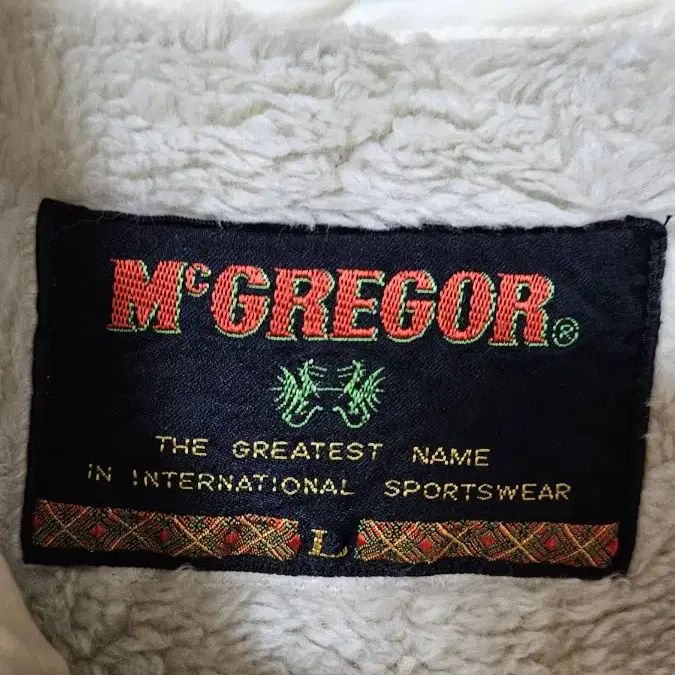 McGREGOR®
THE GREATEST NAME
IN INTERNATIONAL SPORTSWEAR
L